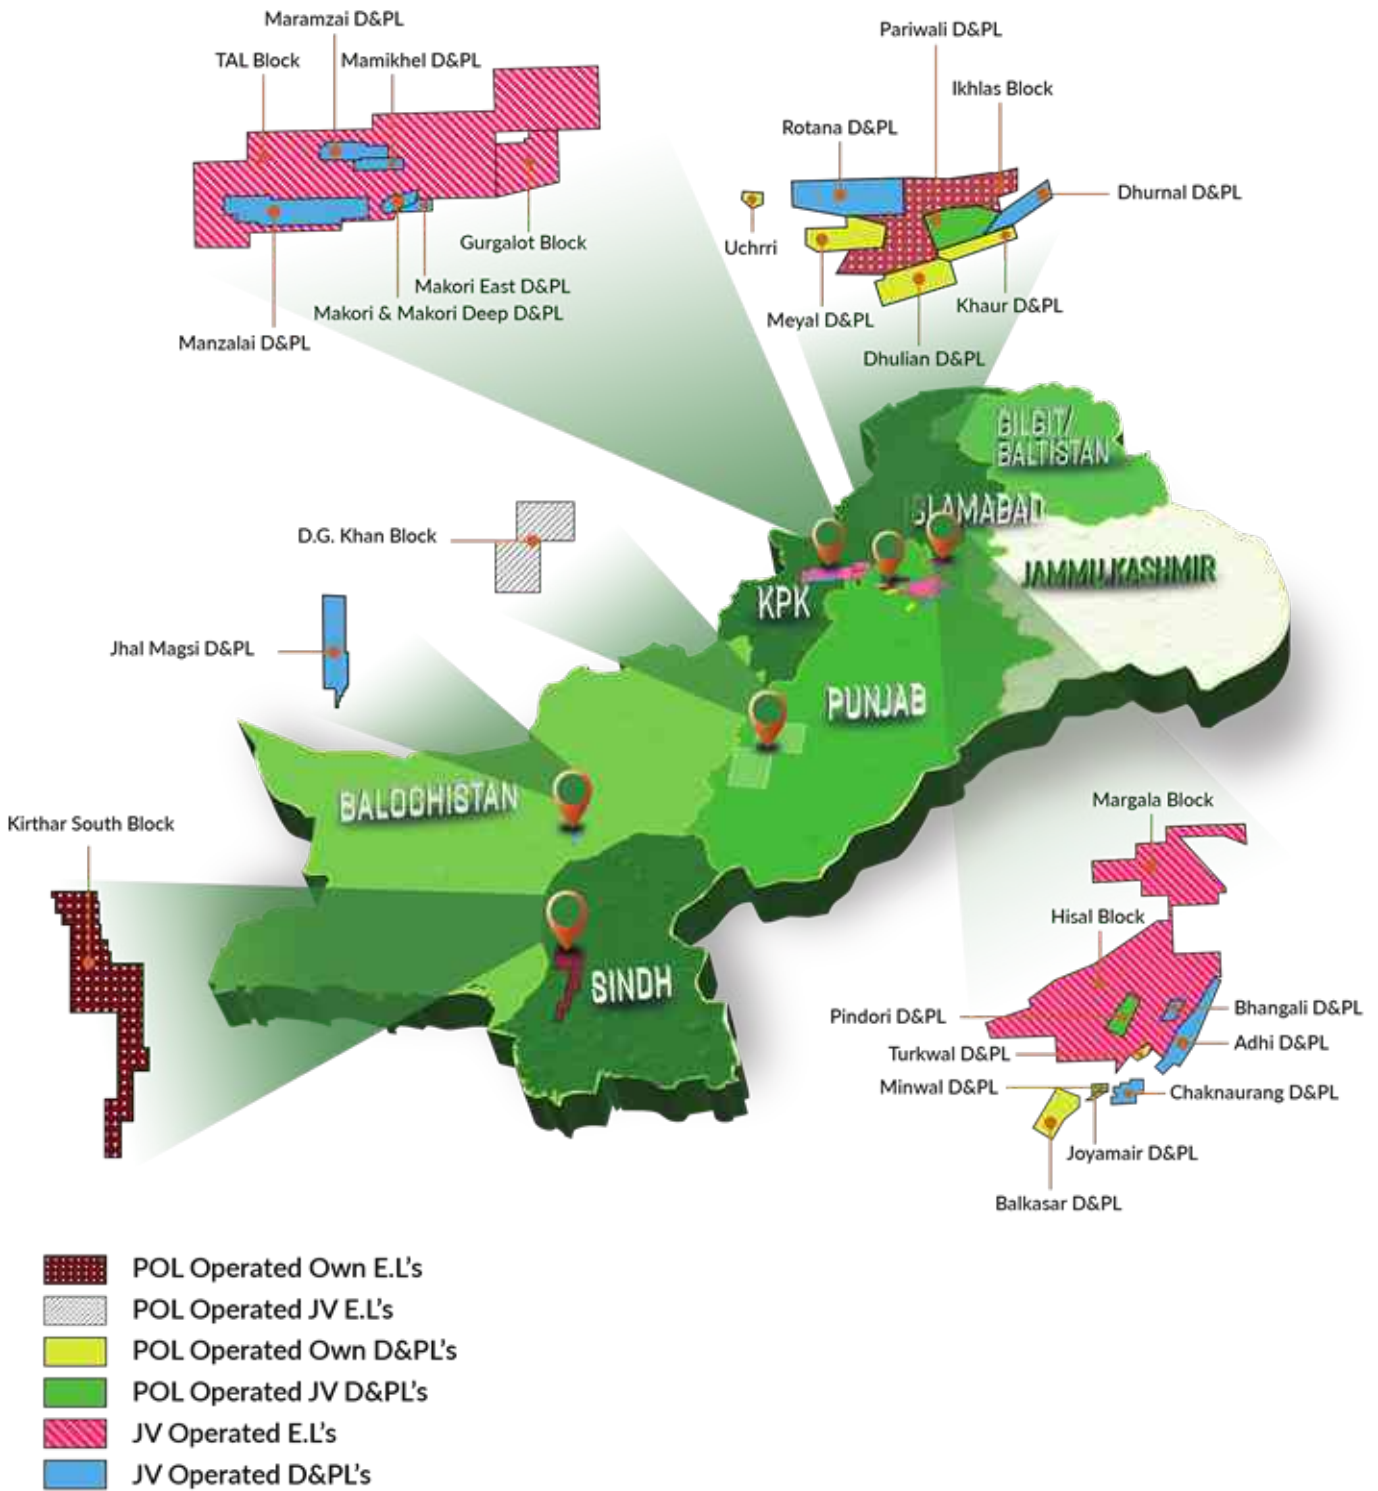 Maramzai D&PL
TAL Block
Mamikhel D&PL
Gurgalot Block
Makori East D&PL
Makori & Makori Deep D&PL
Manzalai D&PL
Pariwali D&PL
Ikhlas Block
Rotana D&PL
Dhurnal D&PL
Uchrri
Khaur D&PL
Meyal D&PL
Dhulian D&PL
GILGIT/
BALTISTAN
ISLAMABAD
JAMMU KASHMIR
KPK
PUNJAB
BALOCHISTAN
SINDH
D.G. Khan Block
Jhal Magsi D&PL
Kirthar South Block
Margala Block
Hisal Block
Pindori D&PL
Bhangali D&PL
Turkwal D&PL
Adhi D&PL
Minwal D&PL
Chaknaurang D&PL
Joyamair D&PL
Balkasar D&PL
POL Operated Own E.L's
POL Operated JV E.L's
POL Operated Own D&PL's
POL Operated JV D&PL's
JV Operated E.L's
JV Operated D&PL's